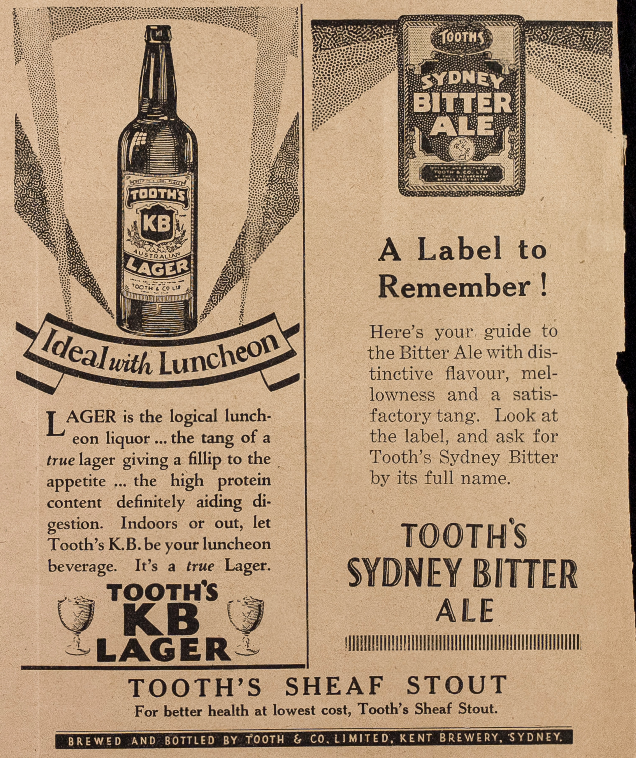 TOOTH'S
KB
AUSTRALIAN
LAGER
TOOTH & CO. LTD
Ideal with Luncheon
LAGER is the logical lunch-
eon liquor ... the tang of a
true lager giving a fillip to the
appetite ... the high protein
content definitely aiding di-
gestion. Indoors or out, let
Tooth's K.B. be your luncheon
beverage. It's a true Lager.
TOOTH'S
KB
LAGER
TOOTHS
SYDNEY
BITTER
ALE
TOOTH & CO. LTD
A Label to
Remember!
Here's your guide to
the Bitter Ale with dis-
tinctive flavour, mel-
lowness and a satis-
factory tang. Look at
the label, and ask for
Tooth's Sydney Bitter
by its full name.
TOOTH'S
SYDNEY BITTER
ALE
TOOTH'S SHEAF STOUT
For better health at lowest cost, Tooth's Sheaf Stout.
BREWED AND BOTTLED BY TOOTH & CO. LIMITED, KENT BREWERY, SYDNEY.